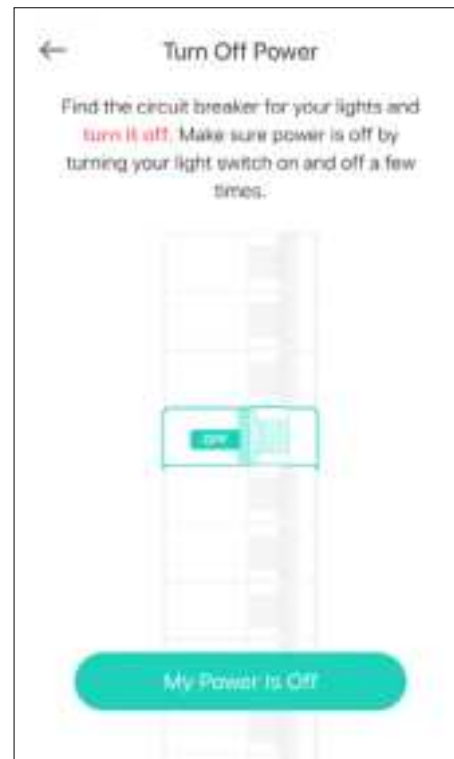 Turn Off Power
Find the circuit breaker for your lights and
turn it off. Make sure power is off by
turning your light switch on and off a few
times.
OFF
My Power Is Off